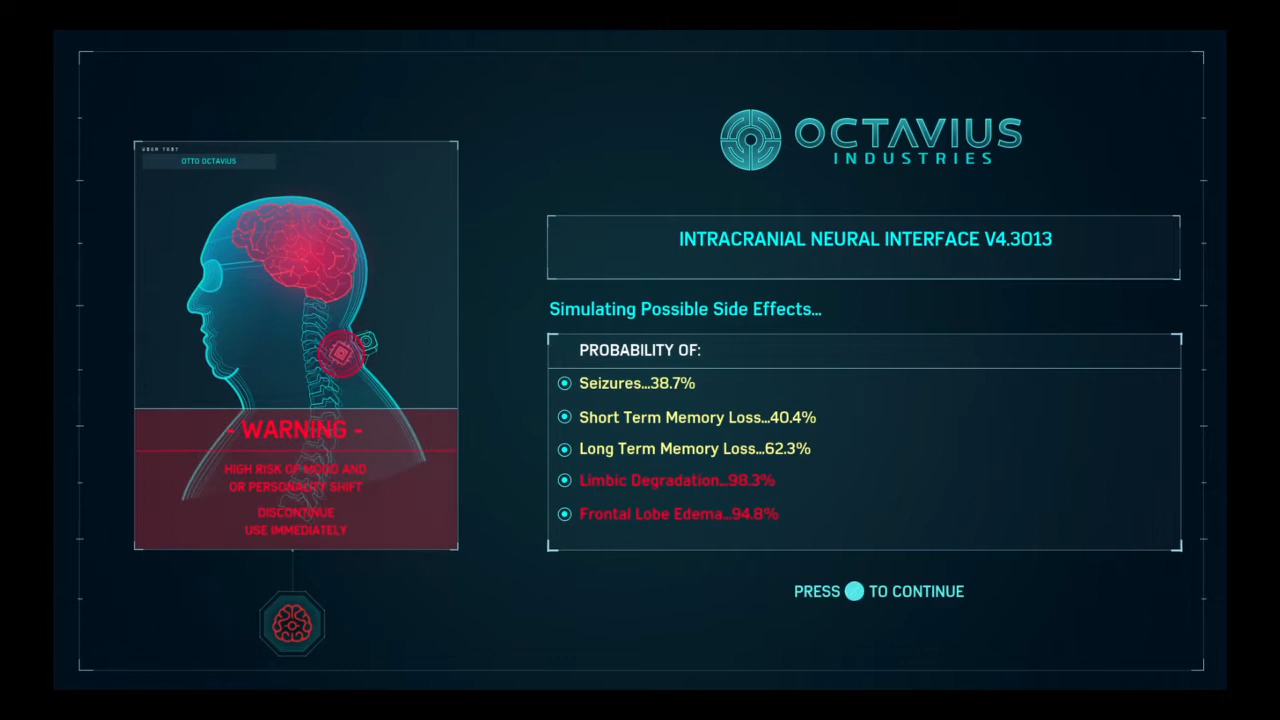 USER TEST
OTTO OCTAVIUS
- WARNING -
HIGH RISK OF MOOD AND
OR PERSONALITY SHIFT
DISCONTINUE
USE IMMEDIATELY
OCTAVIUS
INDUSTRIES
INTRACRANIAL NEURAL INTERFACE V4.3013
Simulating Possible Side Effects...
PROBABILITY OF:
Seizures...38.7%
Short Term Memory Loss...40.4%
Long Term Memory Loss...62.3%
Limbic Degradation...98.3%
Frontal Lobe Edema...94.8%
PRESS TO CONTINUE